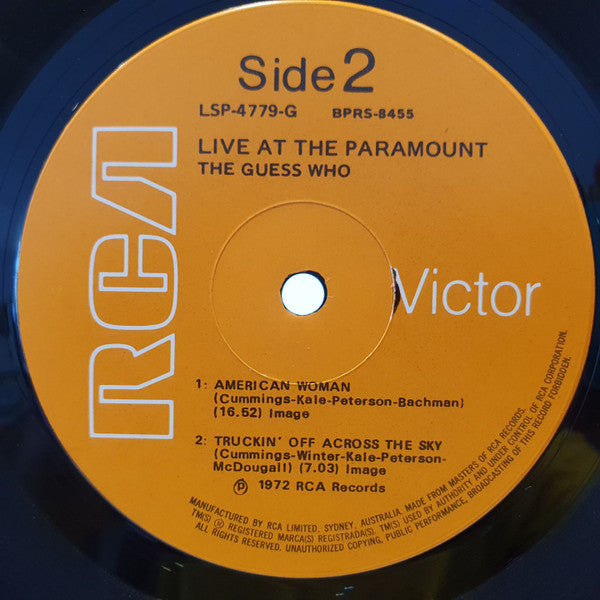 Side 2
LSP-4779-G BPRS-8455
LIVE AT THE PARAMOUNT
THE GUESS WHO
RCA
Victor
1: AMERICAN WOMAN
(Cummings-Kale-Peterson-Bachman)
(16.52) Image
2: TRUCKIN' OFF ACROSS THE SKY
(Cummings-Winter-Kale-Peterson-
McDougall) (7.03) Image
℗ 1972 RCA Records
MANUFACTURED BY RCA LIMITED, SYDNEY, AUSTRALIA. MADE FROM MASTERS OF RCA RECORDS.
TM(S) ® REGISTERED MARCA(S) REGISTRADA(S). TM(S) USED BY AUTHORITY AND UNDER CONTROL OF RCA CORPORATION.
ALL RIGHTS RESERVED. UNAUTHORIZED COPYING, PUBLIC PERFORMANCE, BROADCASTING OF THIS RECORD FORBIDDEN.